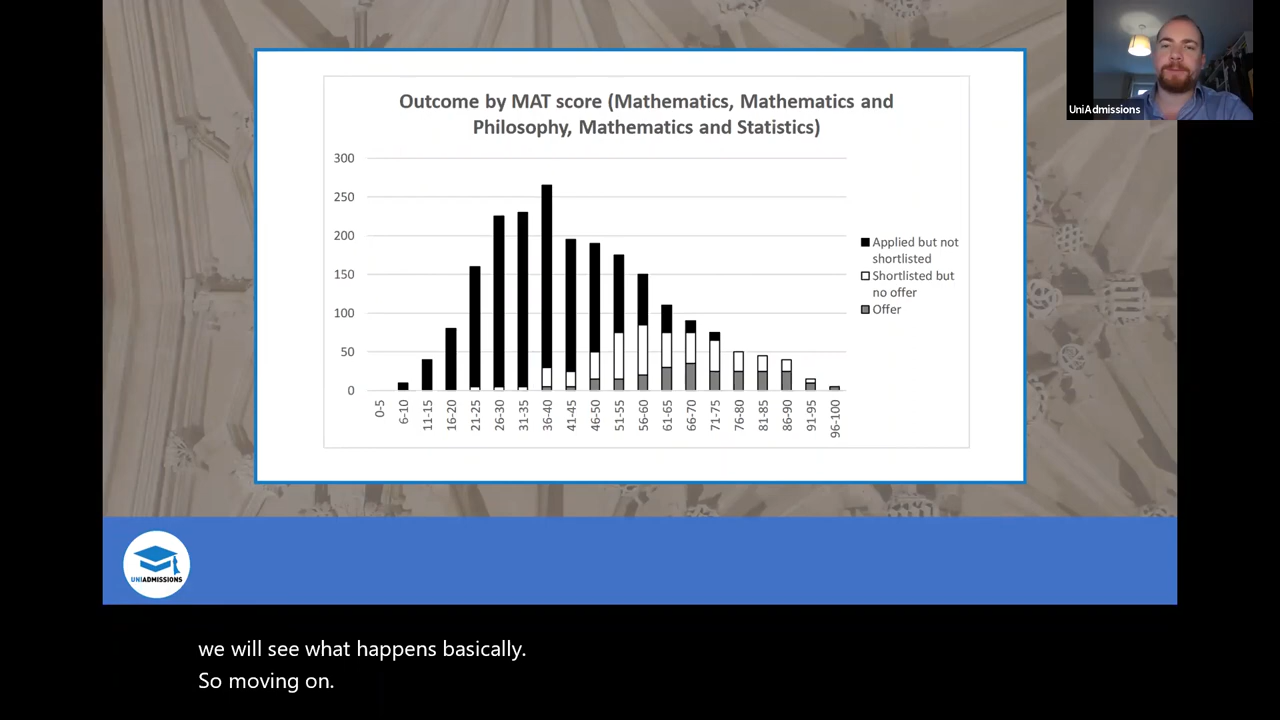 Outcome by MAT score (Mathematics, Mathematics and
Philosophy, Mathematics and Statistics)
300
250
200
150
100
50
0
0-5
6-10
11-15
16-20
21-25
26-30
31-35
36-40
41-45
46-50
51-55
56-60
61-65
66-70
71-75
76-80
81-85
86-90
91-95
96-100
Applied but not
shortlisted
Shortlisted but
no offer
Offer
UniAdmissions
UNIADMISSIONS
we will see what happens basically.
So moving on.